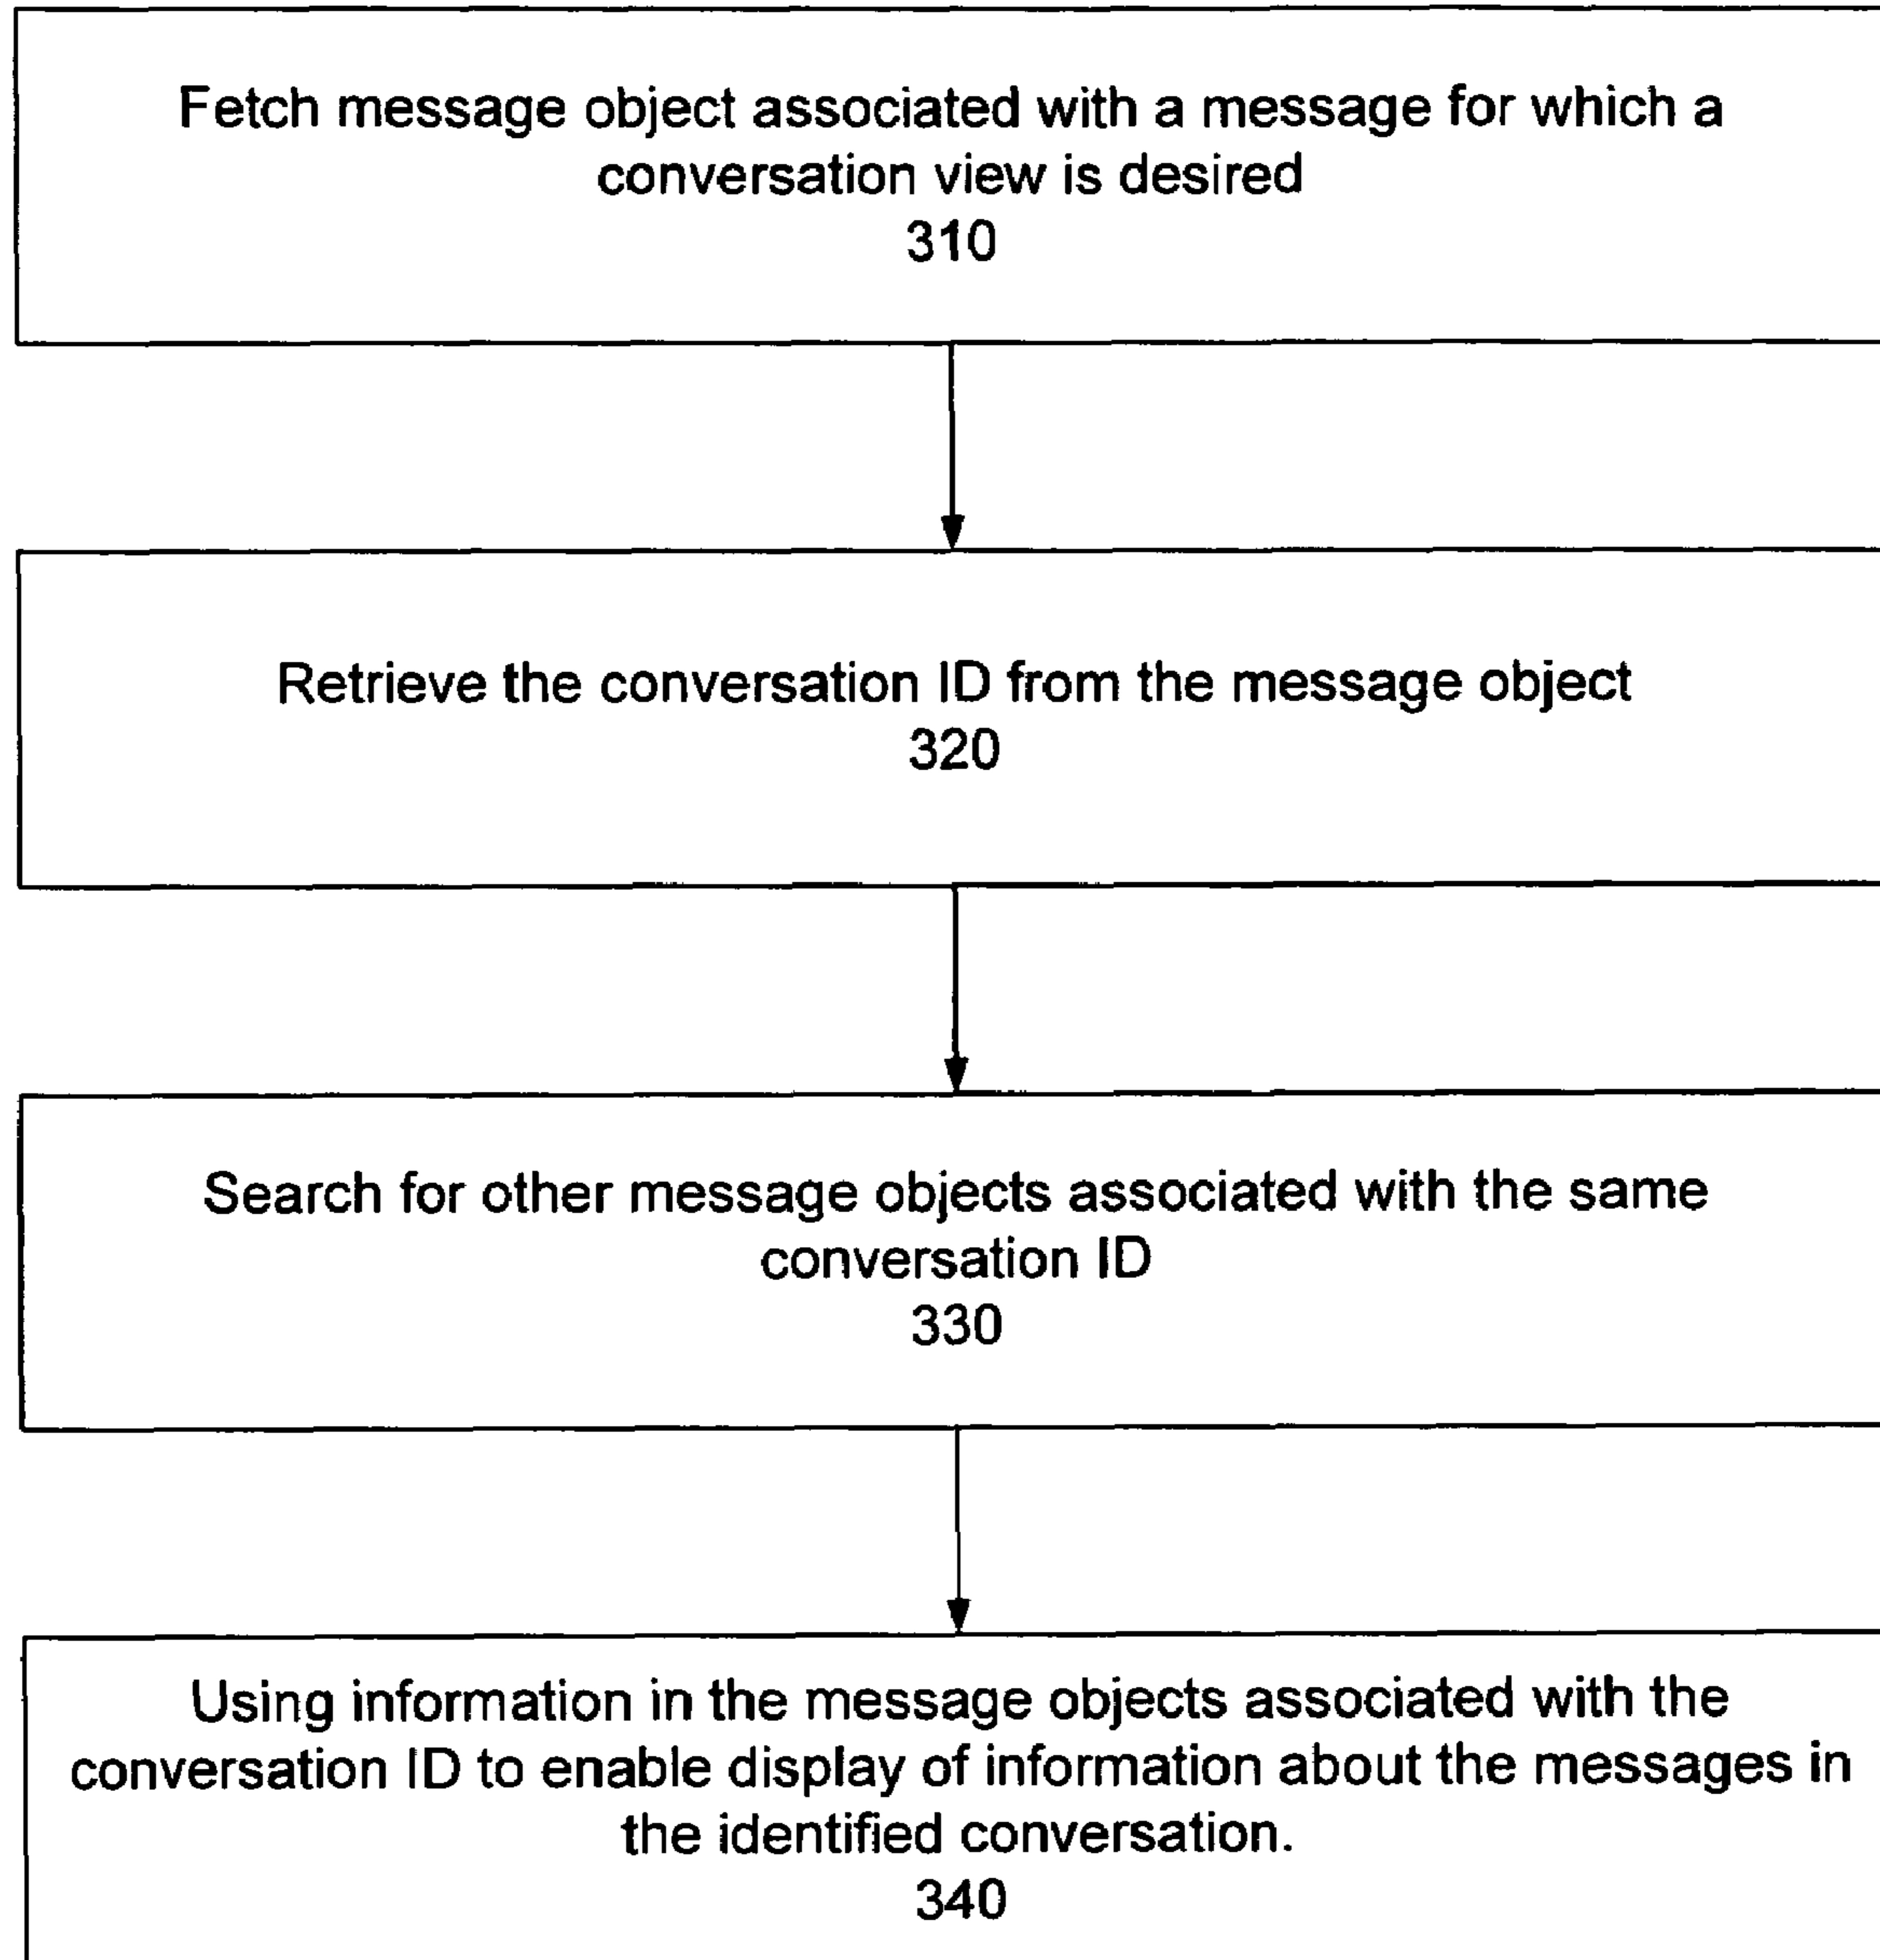 Fetch message object associated with a message for which a
conversation view is desired
310
Retrieve the conversation ID from the message object
320
Search for other message objects associated with the same
conversation ID
330
Using information in the message objects associated with the
conversation ID to enable display of information about the messages in
the identified conversation.
340